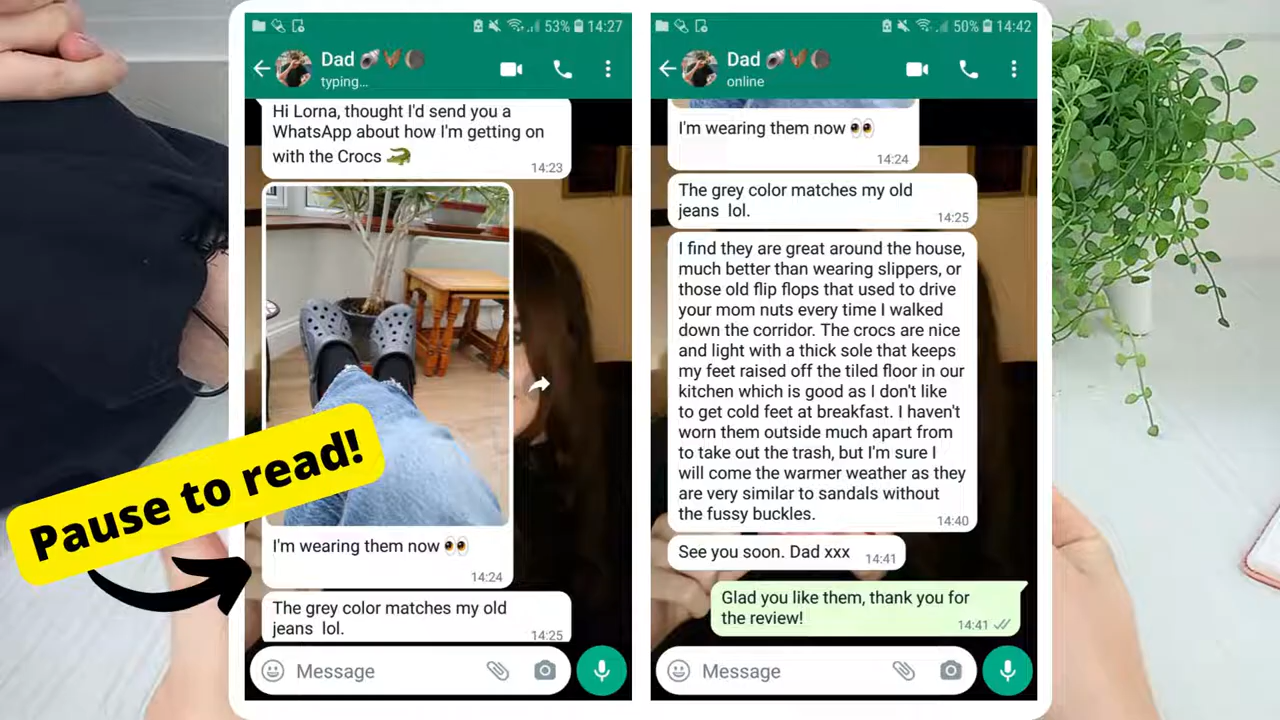 53% 14:27
Dad
typing...
Hi Lorna, thought I'd send you a
WhatsApp about how I'm getting on
with the Crocs 🐊
14:23
I'm wearing them now 👀
14:24
The grey color matches my old
jeans  lol.
14:25
Message
Pause to read!
50% 14:42
Dad
online
I'm wearing them now 👀
14:24
The grey color matches my old
jeans  lol.
14:25
I find they are great around the house,
much better than wearing slippers, or
those old flip flops that used to drive
your mom nuts every time I walked
down the corridor. The crocs are nice
and light with a thick sole that keeps
my feet raised off the tiled floor in our
kitchen which is good as I don't like
to get cold feet at breakfast. I haven't
worn them outside much apart from
to take out the trash, but I'm sure I
will come the warmer weather as they
are very similar to sandals without
the fussy buckles.
14:40
See you soon. Dad xxx
14:41
Glad you like them, thank you for
the review!
14:41
Message